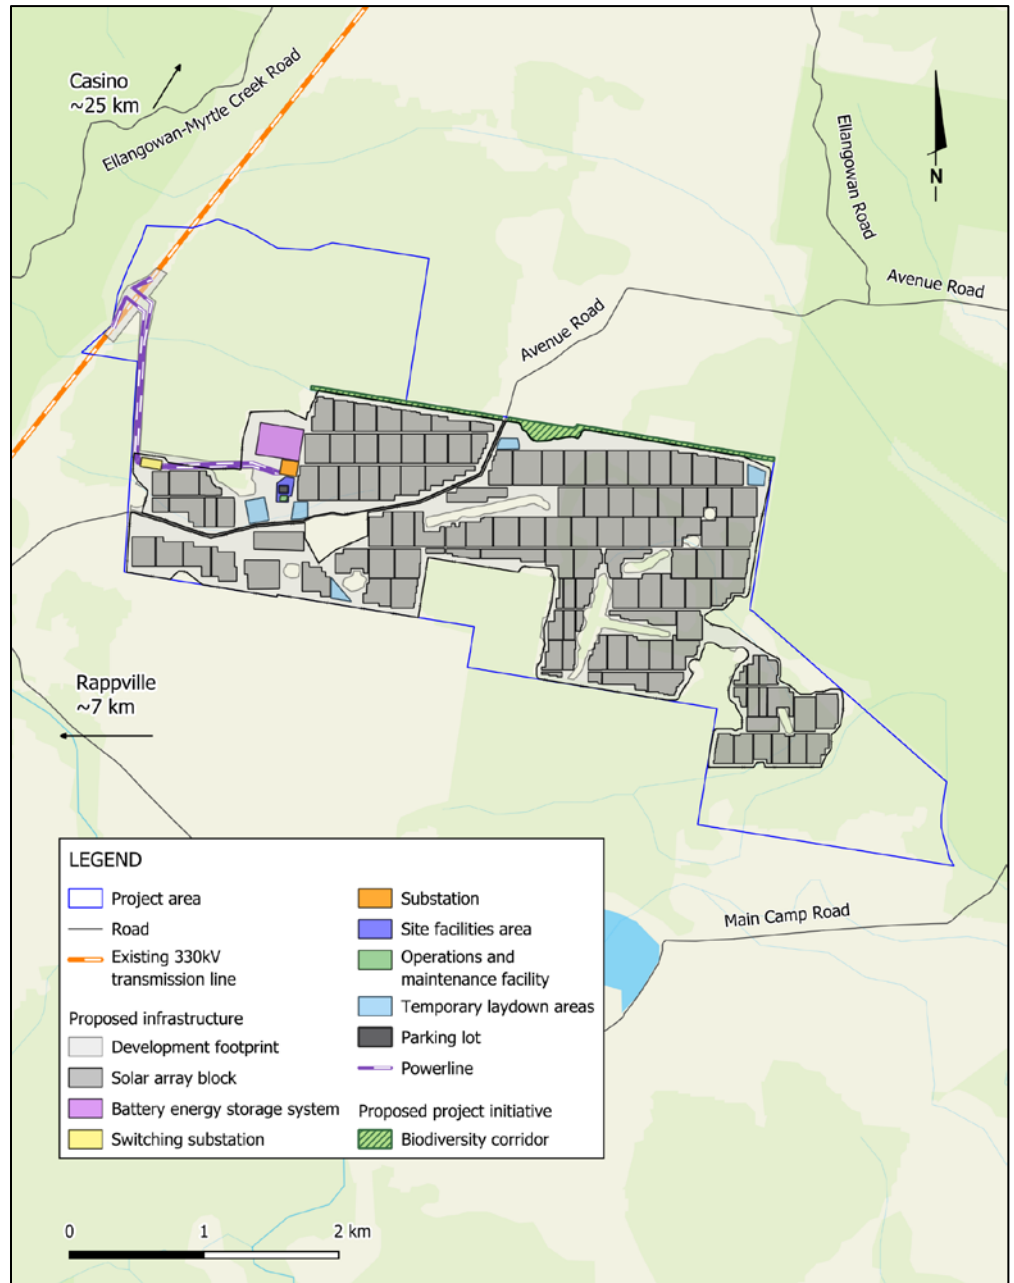 Casino
~25 km
Ellangowan-Myrtle Creek Road
Ellangowan Road
N
Avenue Road
Avenue Road
Rappville
~7 km
Main Camp Road
LEGEND
Project area
Road
Existing 330kV
transmission line
Proposed infrastructure
Development footprint
Solar array block
Battery energy storage system
Switching substation
Substation
Site facilities area
Operations and
maintenance facility
Temporary laydown areas
Parking lot
Powerline
Proposed project initiative
Biodiversity corridor
0 1 2 km